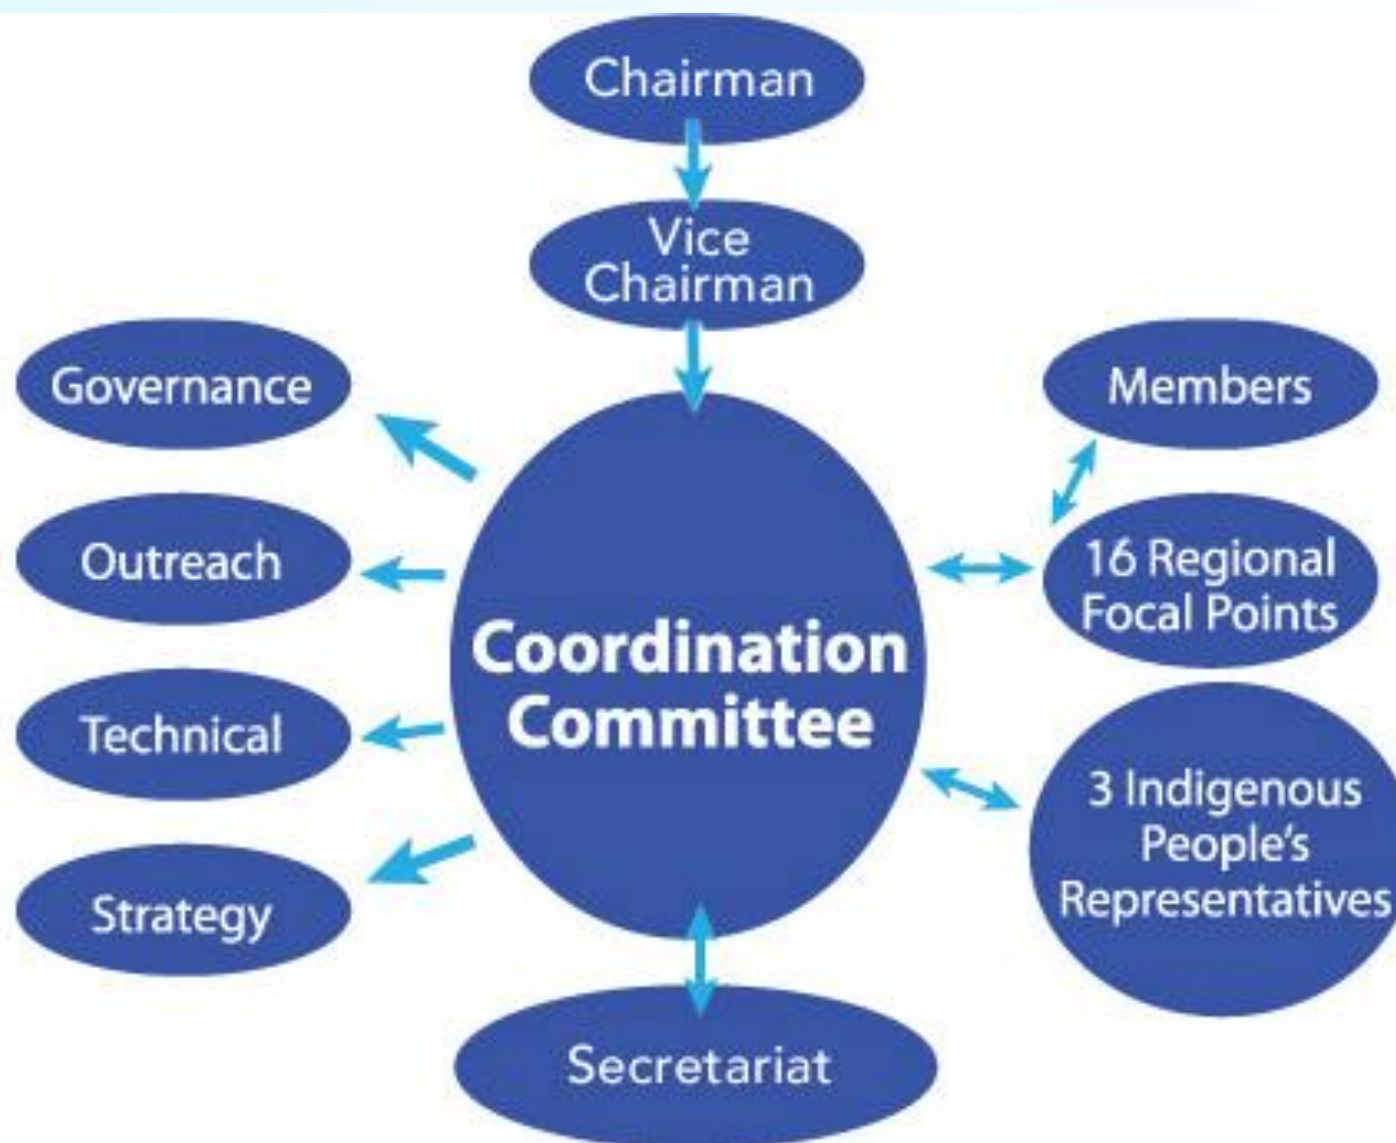 Chairman
Vice
Chairman
Governance
Outreach
Technical
Strategy
Coordination
Committee
Members
16 Regional
Focal Points
3 Indigenous
People's
Representatives
Secretariat